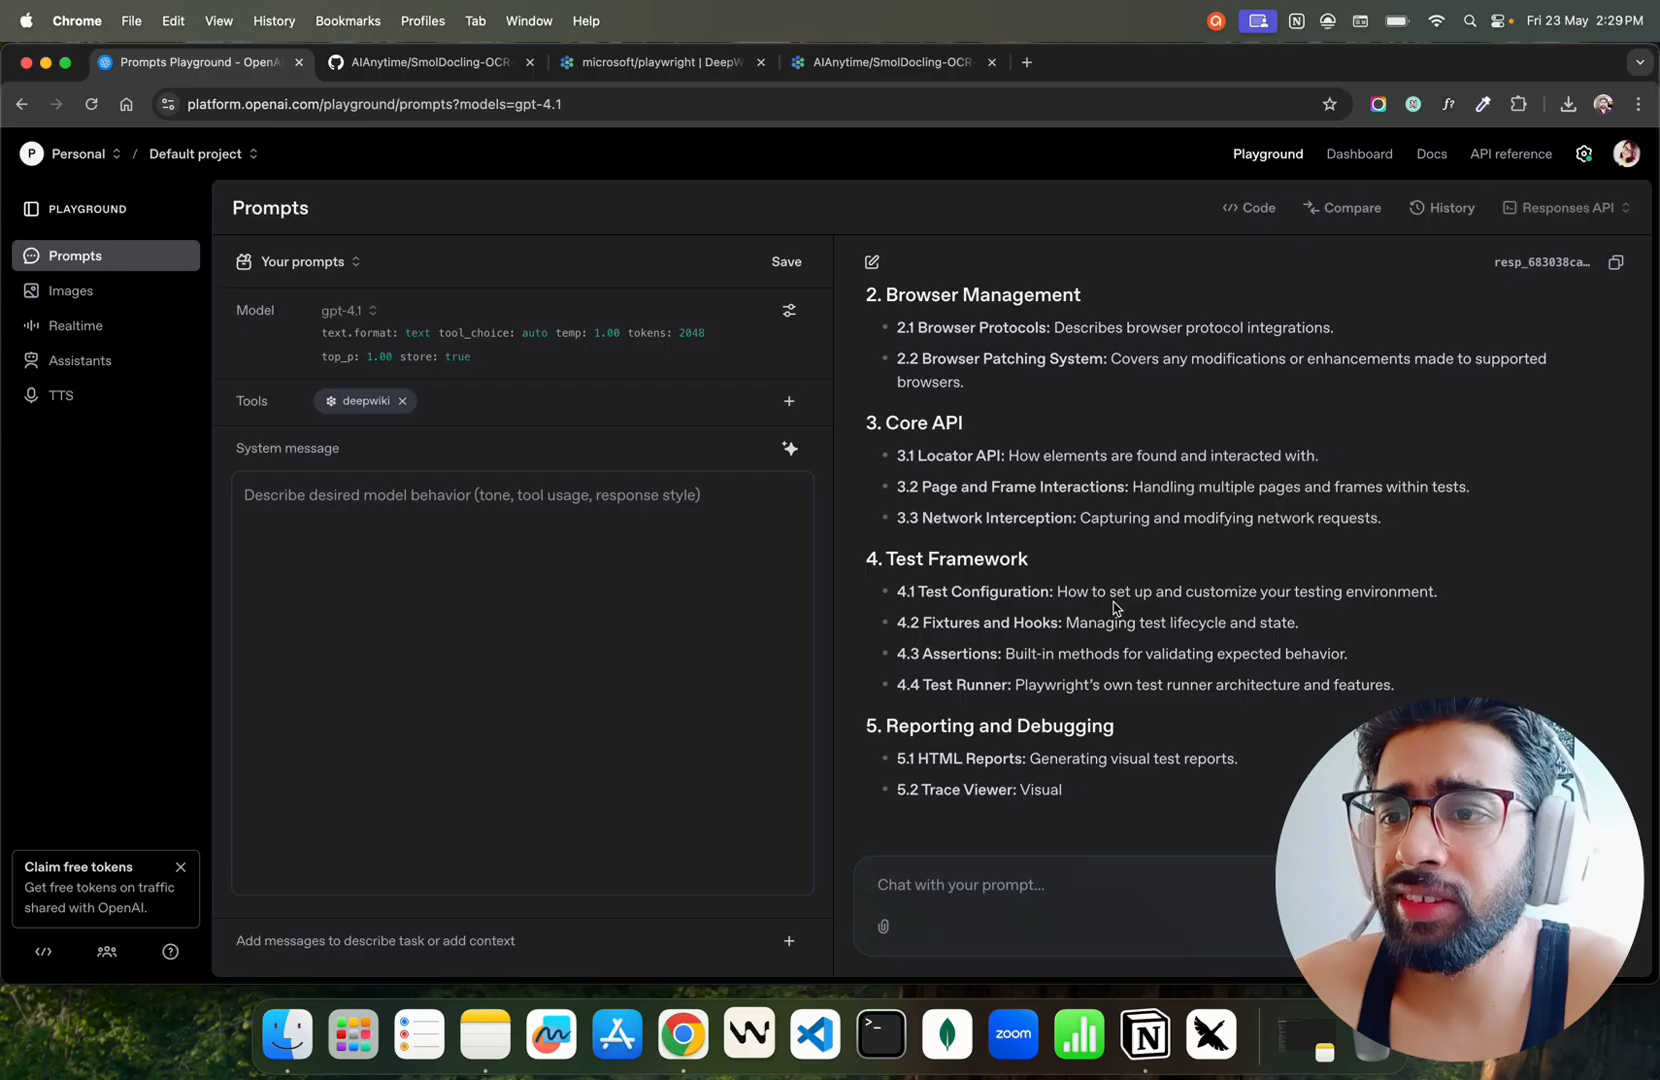 Chrome File Edit View History Bookmarks Profiles Tab Window Help Fri 23 May 2:29 PM
Prompts Playground - OpenA AIAnytime/SmolDocling-OCR- microsoft/playwright | DeepW AIAnytime/SmolDocling-OCR-
platform.openai.com/playground/prompts?models=gpt-4.1
P Personal / Default project Playground Dashboard Docs API reference
PLAYGROUND
Prompts
Images
Realtime
Assistants
TTS
Claim free tokens
Get free tokens on traffic
shared with OpenAI.
Prompts Code Compare History Responses API
Your prompts Save
Model gpt-4.1
text.format: text tool_choice: auto temp: 1.00 tokens: 2048
top_p: 1.00 store: true
Tools deepwiki
System message
Describe desired model behavior (tone, tool usage, response style)
Add messages to describe task or add context
resp_683038ca...
2. Browser Management
2.1 Browser Protocols: Describes browser protocol integrations.
2.2 Browser Patching System: Covers any modifications or enhancements made to supported
browsers.
3. Core API
3.1 Locator API: How elements are found and interacted with.
3.2 Page and Frame Interactions: Handling multiple pages and frames within tests.
3.3 Network Interception: Capturing and modifying network requests.
4. Test Framework
4.1 Test Configuration: How to set up and customize your testing environment.
4.2 Fixtures and Hooks: Managing test lifecycle and state.
4.3 Assertions: Built-in methods for validating expected behavior.
4.4 Test Runner: Playwright's own test runner architecture and features.
5. Reporting and Debugging
5.1 HTML Reports: Generating visual test reports.
5.2 Trace Viewer: Visual
Chat with your prompt...
zoom